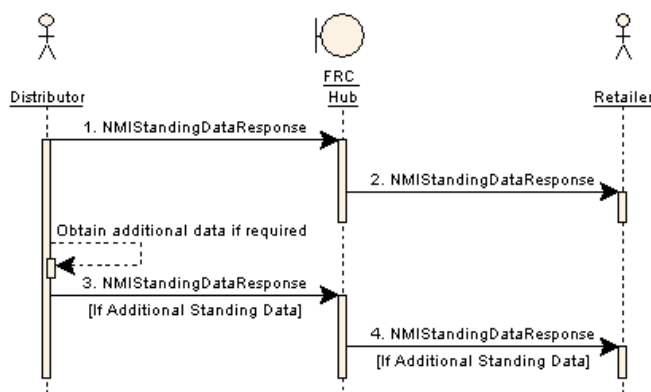 FRC
Distributor
Hub
Retailer
1. NMIStandingDataResponse
2. NMIStandingDataResponse
Obtain additional data if required
3. NMIStandingDataResponse
[If Additional Standing Data]
4. NMIStandingDataResponse
[If Additional Standing Data]